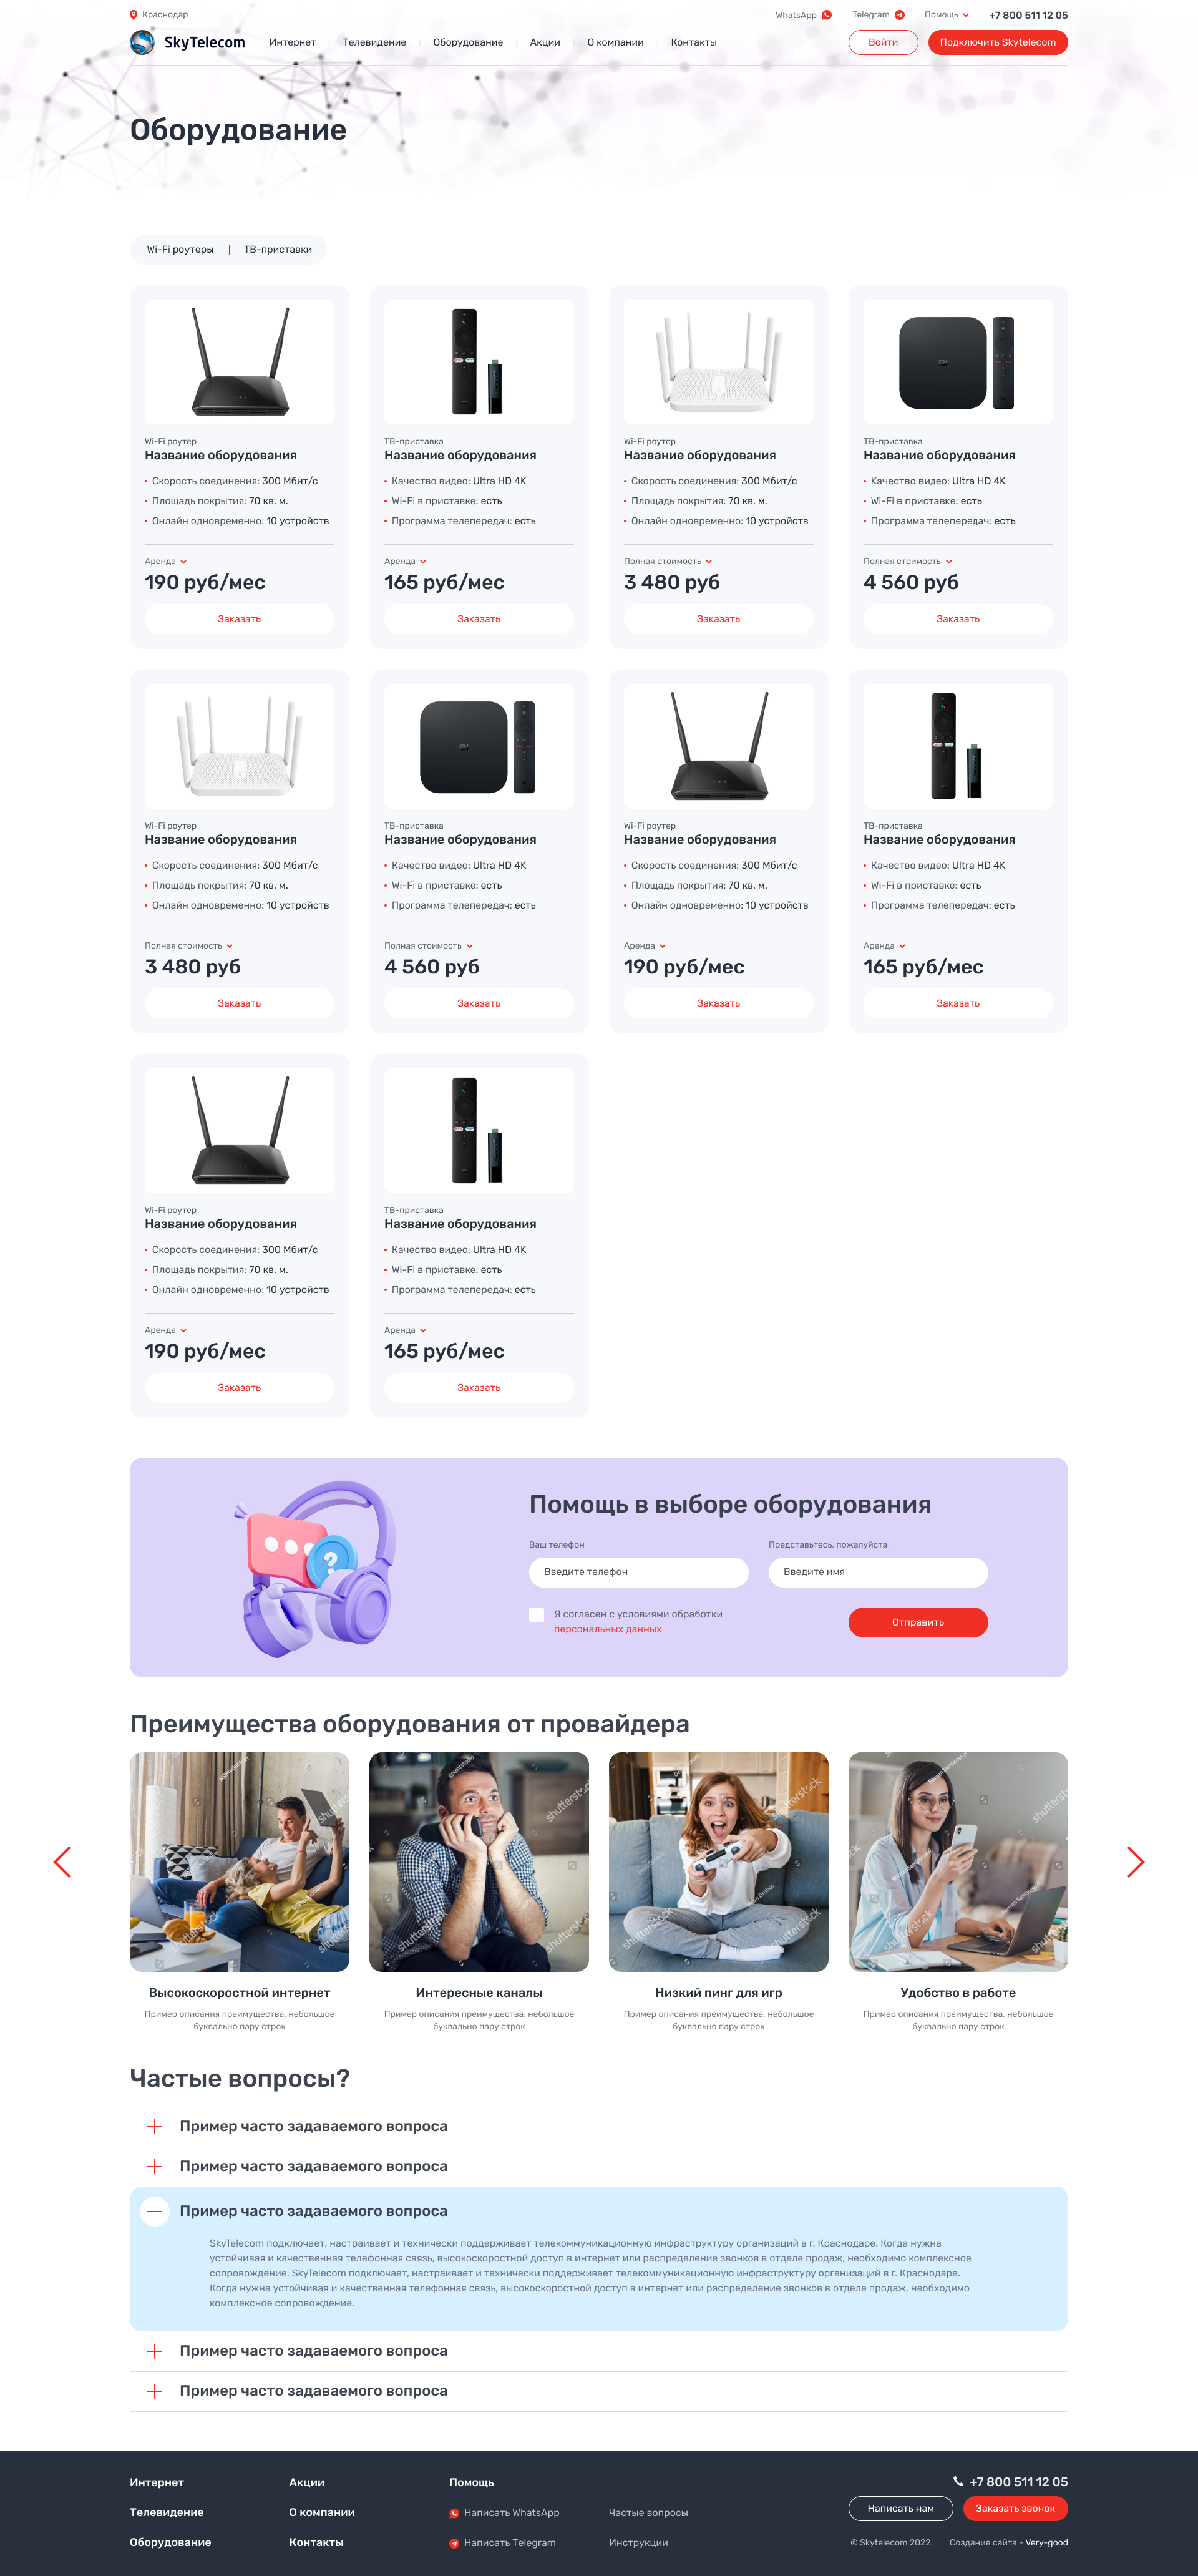 Краснодар
WhatsApp
Telegram
Помощь
+7 800 511 12 05
SkyTelecom
Интернет
Телевидение
Оборудование
Акции
О компании
Контакты
Войти
Подключить Skytelecom
Оборудование
Wi-Fi роутеры | ТВ-приставки
Wi-Fi роутер
Название оборудования
Скорость соединения: 300 Мбит/с
Площадь покрытия: 70 кв. м.
Онлайн одновременно: 10 устройств
Аренда
190 руб/мес
Заказать
ТВ-приставка
Название оборудования
Качество видео: Ultra HD 4K
Wi-Fi в приставке: есть
Программа телепередач: есть
Аренда
165 руб/мес
Заказать
Wi-Fi роутер
Название оборудования
Скорость соединения: 300 Мбит/с
Площадь покрытия: 70 кв. м.
Онлайн одновременно: 10 устройств
Полная стоимость
3 480 руб
Заказать
ТВ-приставка
Название оборудования
Качество видео: Ultra HD 4K
Wi-Fi в приставке: есть
Программа телепередач: есть
Полная стоимость
4 560 руб
Заказать
Wi-Fi роутер
Название оборудования
Скорость соединения: 300 Мбит/с
Площадь покрытия: 70 кв. м.
Онлайн одновременно: 10 устройств
Полная стоимость
3 480 руб
Заказать
ТВ-приставка
Название оборудования
Качество видео: Ultra HD 4K
Wi-Fi в приставке: есть
Программа телепередач: есть
Полная стоимость
4 560 руб
Заказать
Wi-Fi роутер
Название оборудования
Скорость соединения: 300 Мбит/с
Площадь покрытия: 70 кв. м.
Онлайн одновременно: 10 устройств
Аренда
190 руб/мес
Заказать
ТВ-приставка
Название оборудования
Качество видео: Ultra HD 4K
Wi-Fi в приставке: есть
Программа телепередач: есть
Аренда
165 руб/мес
Заказать
Wi-Fi роутер
Название оборудования
Скорость соединения: 300 Мбит/с
Площадь покрытия: 70 кв. м.
Онлайн одновременно: 10 устройств
Аренда
190 руб/мес
Заказать
ТВ-приставка
Название оборудования
Качество видео: Ultra HD 4K
Wi-Fi в приставке: есть
Программа телепередач: есть
Аренда
165 руб/мес
Заказать
Помощь в выборе оборудования
Ваш телефон
Введите телефон
Представьтесь, пожалуйста
Введите имя
Я согласен с условиями обработки
персональных данных
Отправить
Преимущества оборудования от провайдера
shutterstock
shutterstock
shutterstock
shutterstock
Высокоскоростной интернет
Пример описания преимущества, небольшое
буквально пару строк
Интересные каналы
Пример описания преимущества, небольшое
буквально пару строк
Низкий пинг для игр
Пример описания преимущества, небольшое
буквально пару строк
Удобство в работе
Пример описания преимущества, небольшое
буквально пару строк
Частые вопросы?
Пример часто задаваемого вопроса
Пример часто задаваемого вопроса
Пример часто задаваемого вопроса
SkyTelecom подключает, настраивает и технически поддерживает телекоммуникационную инфраструктуру организаций в г. Краснодаре. Когда нужна
устойчивая и качественная телефонная связь, высокоскоростной доступ в интернет или распределение звонков в отделе продаж, необходимо комплексное
сопровождение. SkyTelecom подключает, настраивает и технически поддерживает телекоммуникационную инфраструктуру организаций в г. Краснодаре.
Когда нужна устойчивая и качественная телефонная связь, высокоскоростной доступ в интернет или распределение звонков в отделе продаж, необходимо
комплексное сопровождение.
Пример часто задаваемого вопроса
Пример часто задаваемого вопроса
Интернет
Телевидение
Оборудование
Акции
О компании
Контакты
Помощь
Написать WhatsApp
Написать Telegram
Частые вопросы
Инструкции
+7 800 511 12 05
Написать нам
Заказать звонок
© Skytelecom 2022.
Создание сайта - Very-good